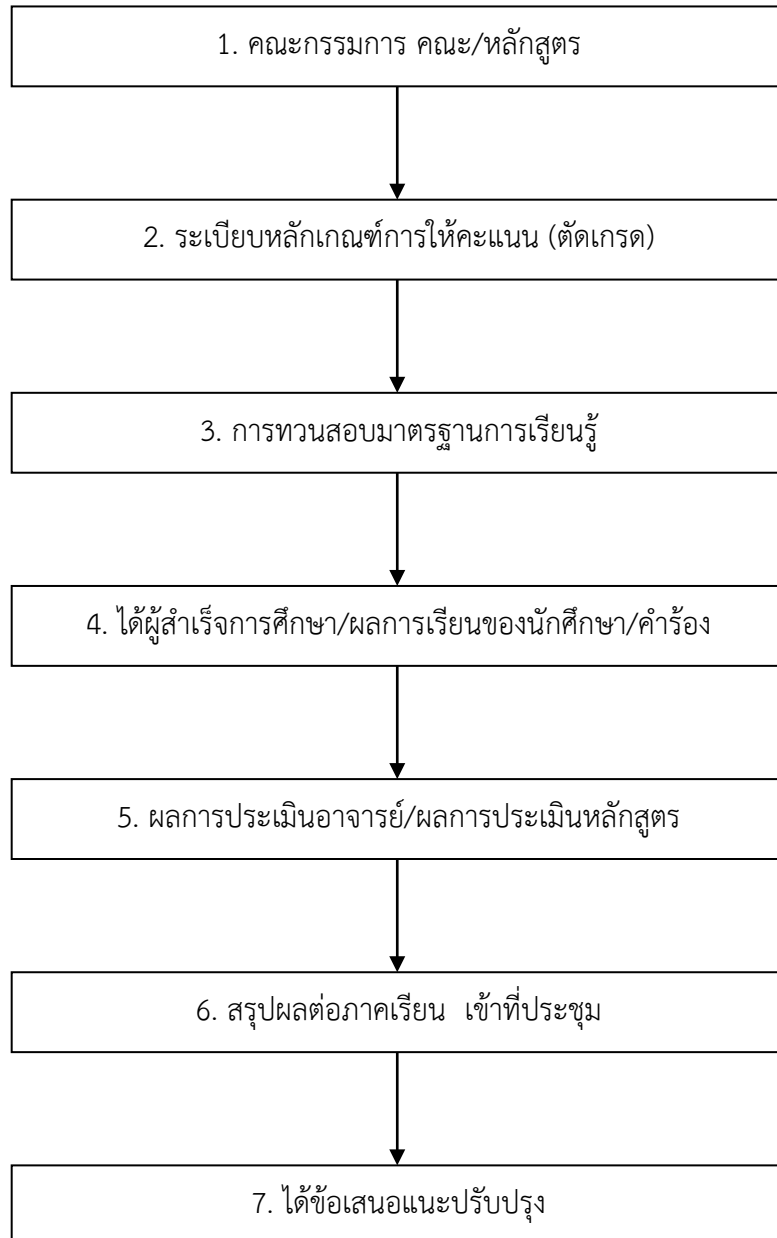 1. คณะกรรมการ คณะ/หลักสูตร
2. ระเบียบหลักเกณฑ์การให้คะแนน (ตัดเกรด)
3. การทวนสอบมาตรฐานการเรียนรู้
4. ได้ผู้สำเร็จการศึกษา/ผลการเรียนของนักศึกษา/คำร้อง
5. ผลการประเมินอาจารย์/ผลการประเมินหลักสูตร
6. สรุปผลต่อภาคเรียน เข้าที่ประชุม
7. ได้ข้อเสนอแนะปรับปรุง